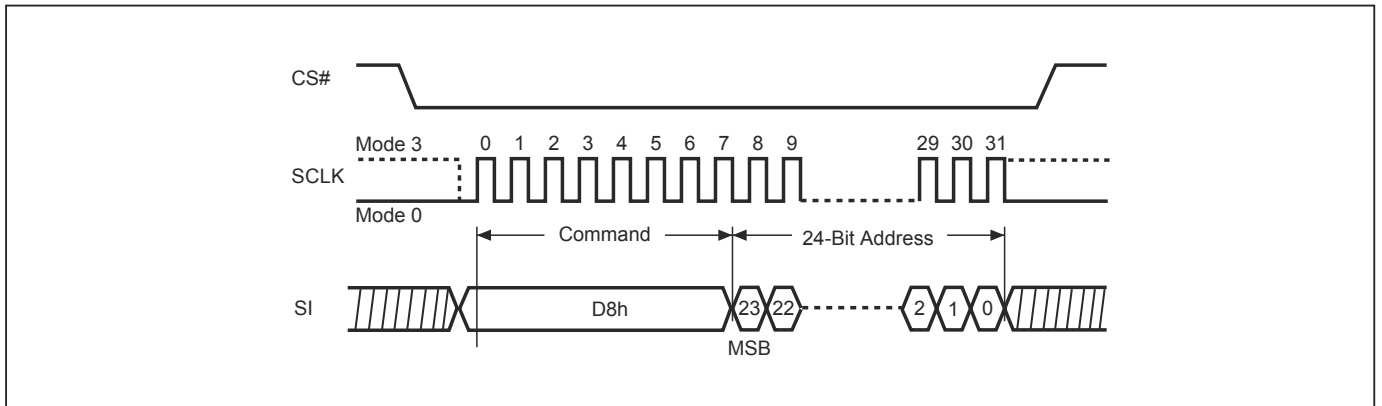 CS#
Mode 3 0 1 2 3 4 5 6 7 8 9 29 30 31
SCLK
Mode 0
Command 24-Bit Address
SI D8h 23 22 2 1 0
MSB